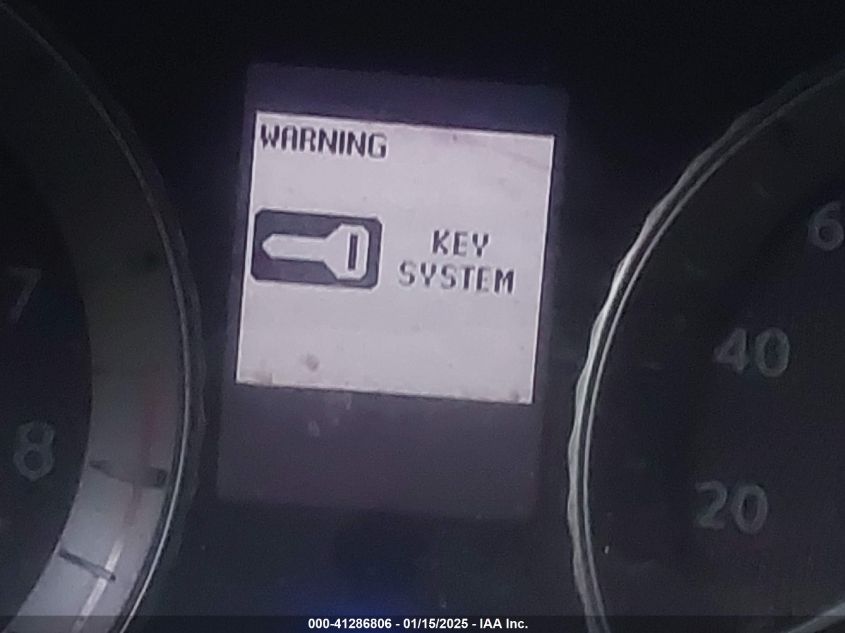 WARNING
KEY
SYSTEM
7
8
6
40
20
000-41286806 - 01/15/2025 - IAA Inc.